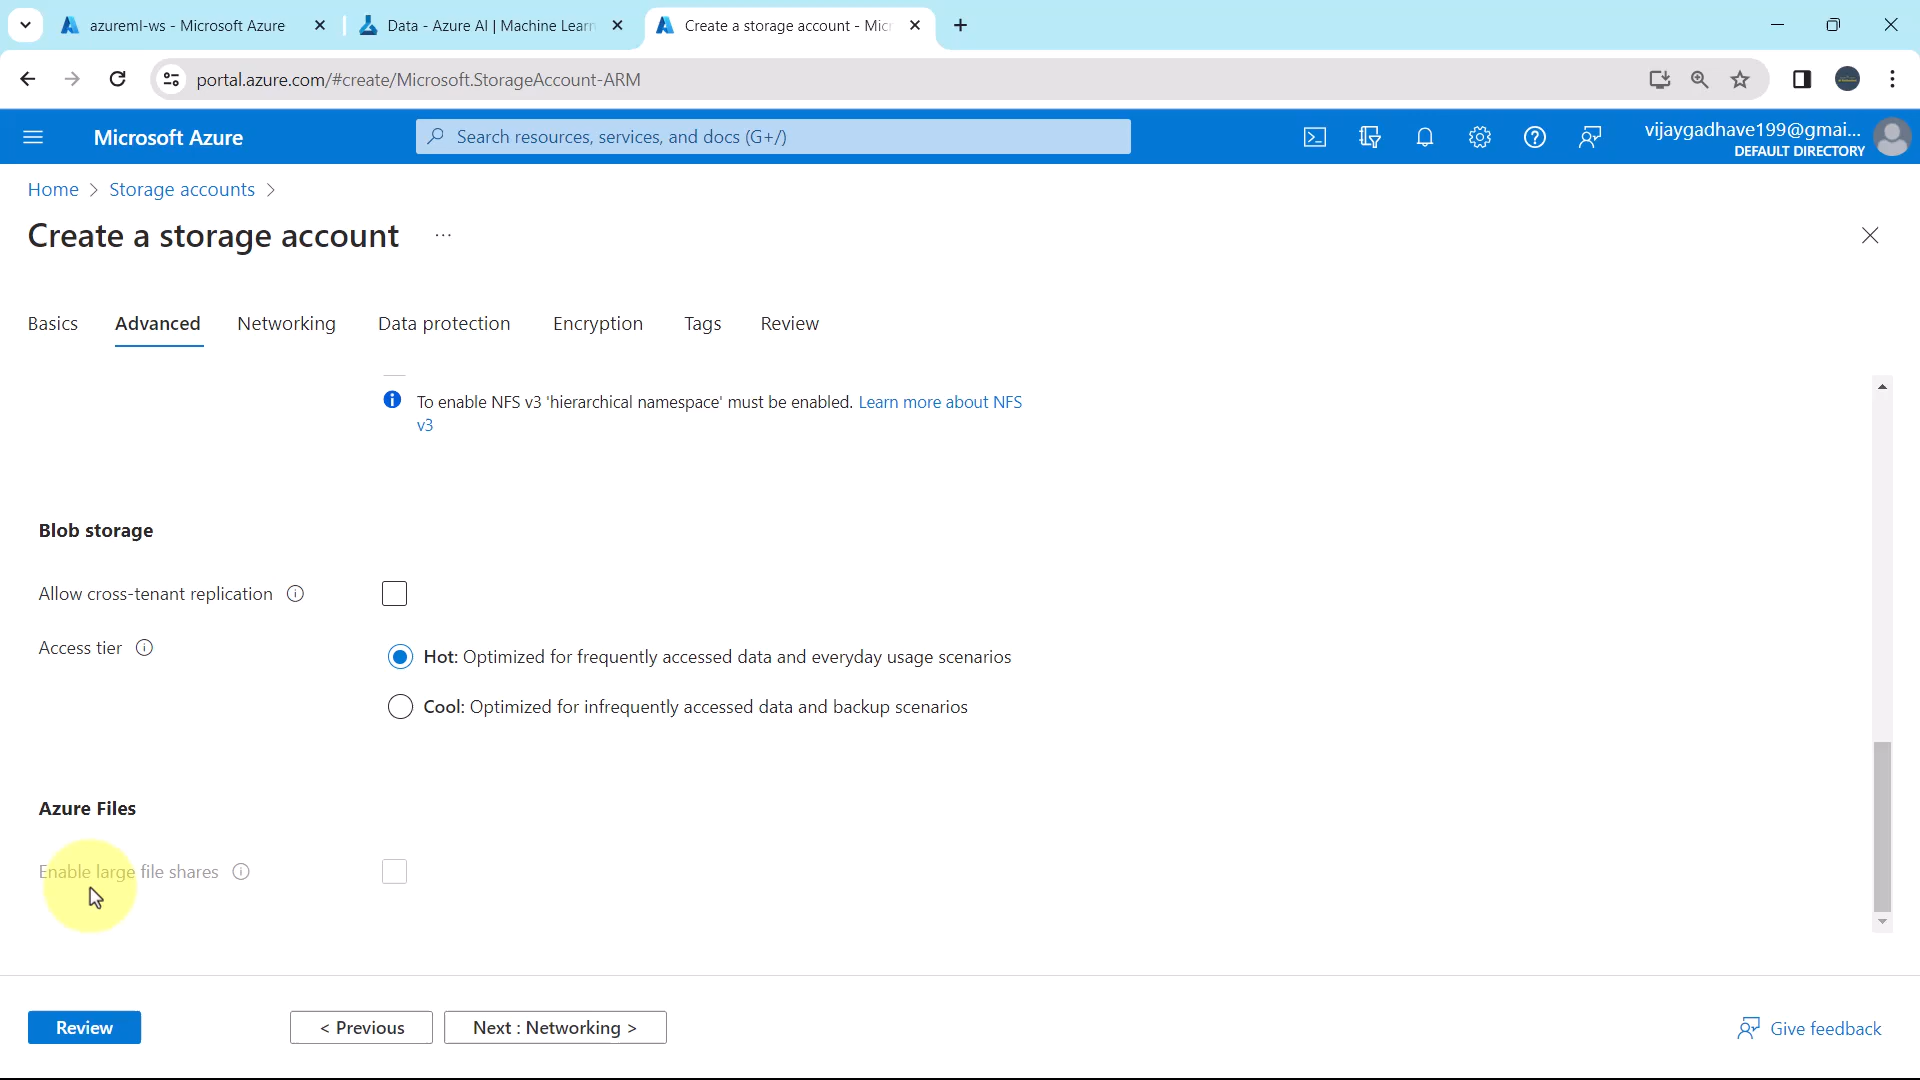 azureml-ws - Microsoft Azure
Data - Azure AI | Machine Learn
Create a storage account - Micr
portal.azure.com/#create/Microsoft.StorageAccount-ARM
Microsoft Azure
Search resources, services, and docs (G+/)
vijaygadhave199@gmai...
DEFAULT DIRECTORY
Home > Storage accounts >
Create a storage account ...
Basics Advanced Networking Data protection Encryption Tags Review
To enable NFS v3 'hierarchical namespace' must be enabled. Learn more about NFS
v3
Blob storage
Allow cross-tenant replication
Access tier
Hot: Optimized for frequently accessed data and everyday usage scenarios
Cool: Optimized for infrequently accessed data and backup scenarios
Azure Files
Enable large file shares
Review
< Previous
Next : Networking >
Give feedback